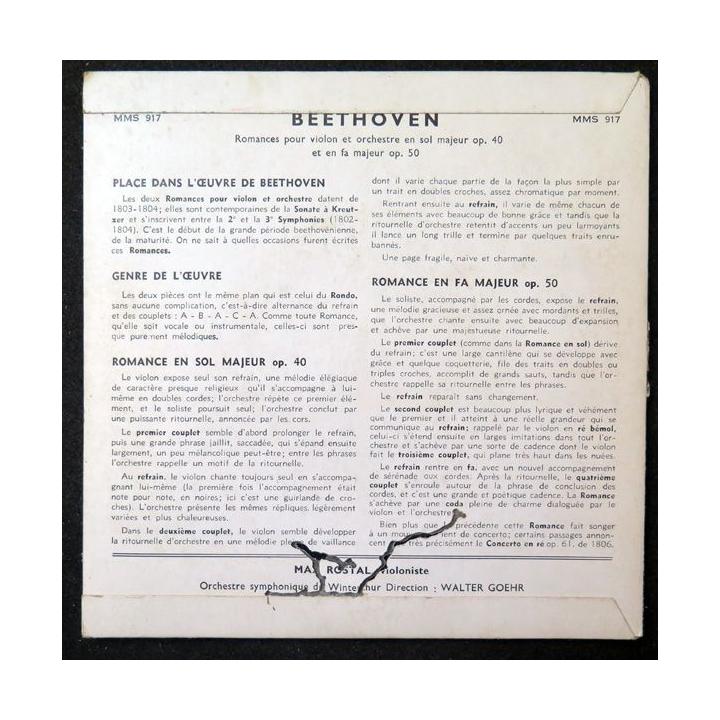 MMS 917
MMS 917
BEETHOVEN
Romances pour violon et orchestre en sol majeur op. 40
et en fa majeur op. 50
PLACE DANS L'ŒUVRE DE BEETHOVEN
Les deux Romances pour violon et orchestre datent de
1803-1804; elles sont contemporaines de la Sonate à Kreut-
zer et s'inscrivent entre la 2e et la 3e Symphonies (1802-
1804). C'est le début de la grande période beethovénienne,
de la maturité. On ne sait à quelles occasions furent écrites
ces Romances.
GENRE DE L'ŒUVRE
Les deux pièces ont le même plan qui est celui du Rondo,
sans aucune complication, c'est-à-dire alternance du refrain
et des couplets : A - B - A - C - A. Comme toute Romance,
qu'elle soit vocale ou instrumentale, celles-ci sont pres-
que purement mélodiques.
ROMANCE EN SOL MAJEUR op. 40
Le violon expose seul son refrain, une mélodie élégiaque
de caractère presque religieux qu'il s'accompagne à lui-
même en doubles cordes; l'orchestre répète ce premier élé-
ment, et le soliste poursuit seul; l'orchestre conclut par
une puissante ritournelle, annoncée par les cors.
Le premier couplet semble d'abord prolonger le refrain,
puis une grande phrase jaillit, saccadée, qui s'épand ensuite
largement, un peu mélancolique peut-être; entre les phrases
l'orchestre rappelle un motif de la ritournelle.
Au refrain, le violon chante toujours seul en s'accompa-
gnant lui-même (la première fois l'accompagnement était
note pour note, en noires; ici c'est une guirlande de cro-
ches). L'orchestre présente les mêmes répliques légèrement
variées et plus chaleureuses.
Dans le deuxième couplet, le violon semble développer
la ritournelle d'orchestre en une mélodie pleine de vaillance
dont il varie chaque partie de la façon la plus simple par
un trait en doubles croches, assez chromatique par moment.
Rentrant ensuite au refrain, il varie de même chacun de
ses éléments avec beaucoup de bonne grâce et tandis que la
ritournelle d'orchestre retentit d'accents un peu larmoyants
il lance un long trille et termine par quelques traits enru-
bannés.
Une page fragile, naïve et charmante.
ROMANCE EN FA MAJEUR op. 50
Le soliste, accompagné par les cordes, expose le refrain,
une mélodie gracieuse et assez ornée avec mordants et trilles,
que l'orchestre chante ensuite avec beaucoup d'expansion
et achève par une majestueuse ritournelle.
Le premier couplet (comme dans la Romance en sol) dérive
du refrain; c'est une large cantilène qui se développe avec
grâce et quelque coquetterie, file des traits en doubles ou
triples croches, accomplit de grands sauts, tandis que l'or-
chestre rappelle sa ritournelle entre les phrases.
Le refrain reparaît sans changement.
Le second couplet est beaucoup plus lyrique et véhément
que le premier et il atteint à une réelle grandeur qui se
communique au refrain; rappelé par le violon en ré bémol,
celui-ci s'étend ensuite en larges imitations dans tout l'or-
chestre et s'achève par une sorte de cadence dont le violon
fait le troisième couplet, qui plane très haut dans les nuées.
Le refrain rentre en fa, avec un nouvel accompagnement
de sérénade aux cordes. Après la ritournelle, le quatrième
couplet s'enroule autour de la phrase de conclusion des
cordes, et c'est une grande et poétique cadence. La Romance
s'achève par une coda pleine de charme dialoguée par le
violon et l'orchestre.
Bien plus que la précédente cette Romance fait songer
à un mouvement lent de concerto; certains passages annon-
cent très précisément le Concerto en ré op. 61, de 1806.
MAX ROSTAL violoniste
Orchestre symphonique de Winterthur Direction : WALTER GOEHR